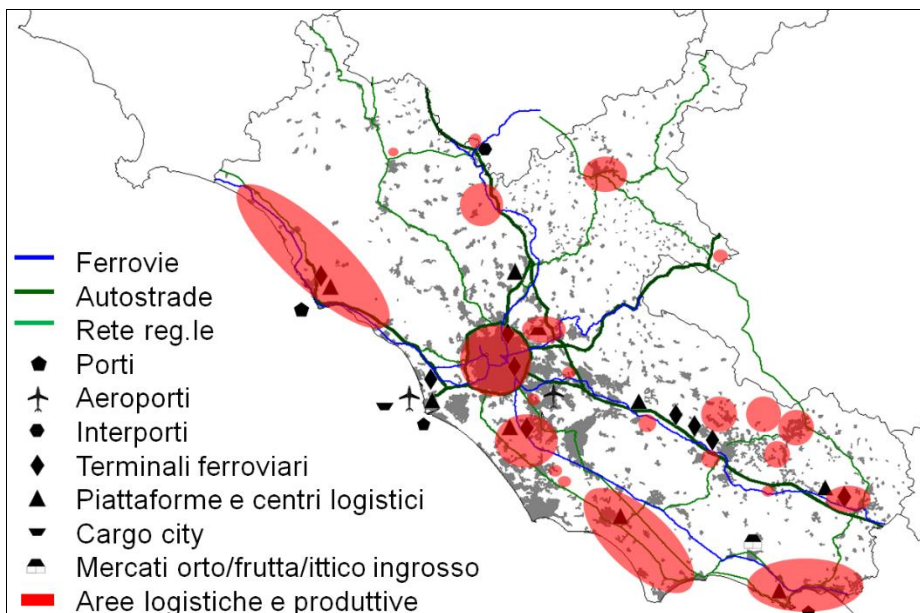 Ferrovie
Autostrade
Rete reg.le
Porti
Aeroporti
Interporti
Terminali ferroviari
Piattaforme e centri logistici
Cargo city
Mercati orto/frutta/ittico ingrosso
Aree logistiche e produttive